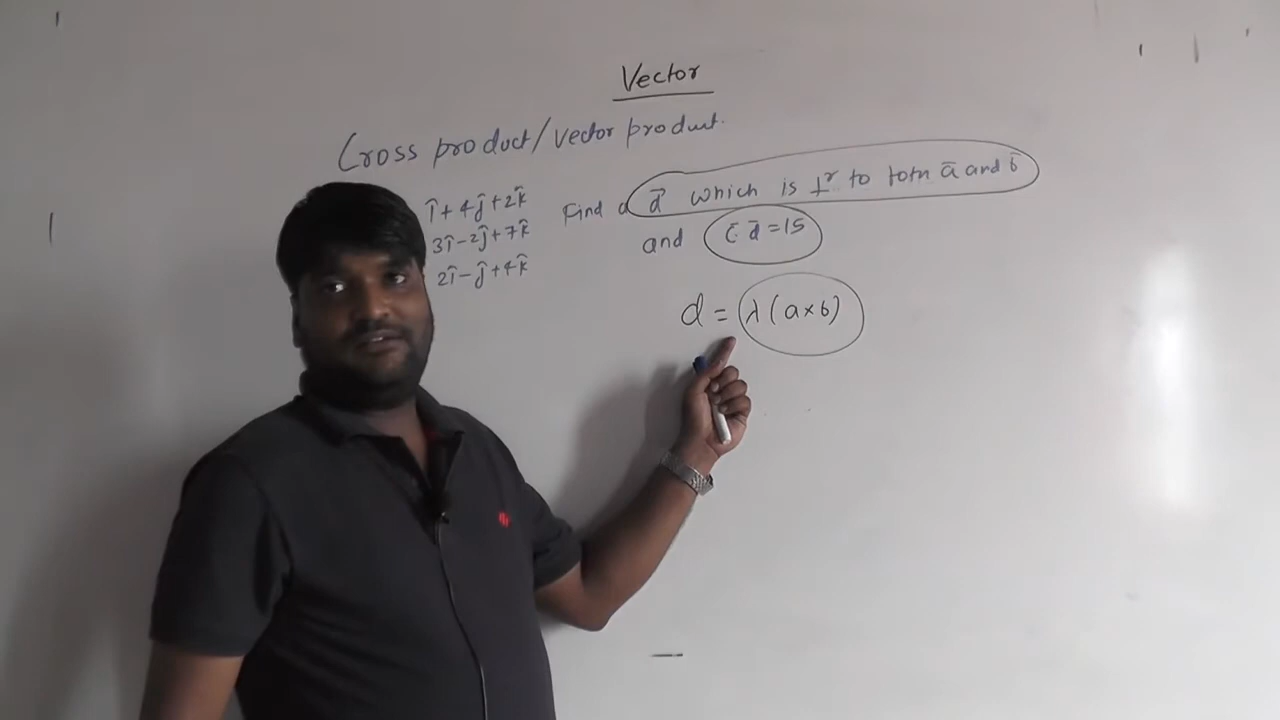 Vector
Cross product/vector product.
î+4ĵ+2k̂
3î-2ĵ+7k̂
2î-ĵ+4k̂
Find a d⃗ which is ⊥ʳ to both a̅ and b̅
and c̅.d̅=15
d = λ(a×b)